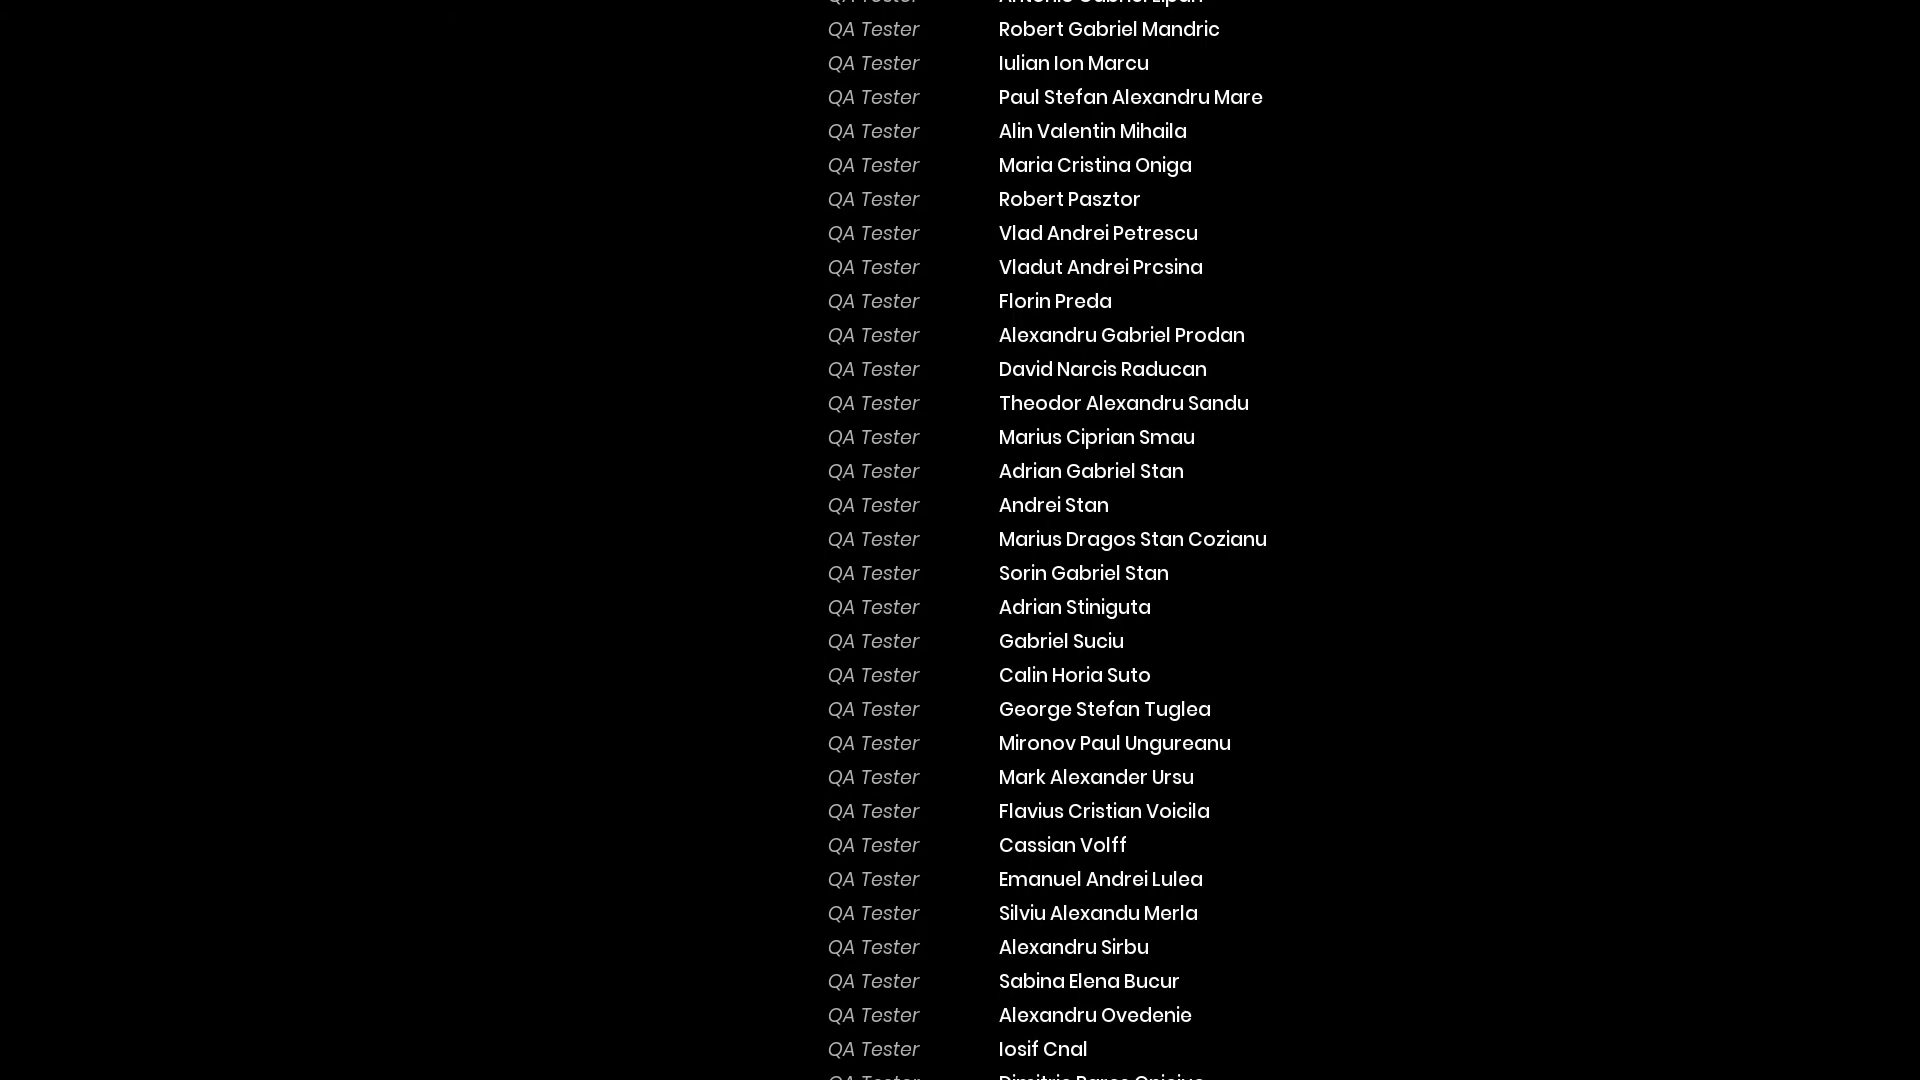 QA Tester Robert Gabriel Mandric
QA Tester Iulian Ion Marcu
QA Tester Paul Stefan Alexandru Mare
QA Tester Alin Valentin Mihaila
QA Tester Maria Cristina Oniga
QA Tester Robert Pasztor
QA Tester Vlad Andrei Petrescu
QA Tester Vladut Andrei Prcsina
QA Tester Florin Preda
QA Tester Alexandru Gabriel Prodan
QA Tester David Narcis Raducan
QA Tester Theodor Alexandru Sandu
QA Tester Marius Ciprian Smau
QA Tester Adrian Gabriel Stan
QA Tester Andrei Stan
QA Tester Marius Dragos Stan Cozianu
QA Tester Sorin Gabriel Stan
QA Tester Adrian Stiniguta
QA Tester Gabriel Suciu
QA Tester Calin Horia Suto
QA Tester George Stefan Tuglea
QA Tester Mironov Paul Ungureanu
QA Tester Mark Alexander Ursu
QA Tester Flavius Cristian Voicila
QA Tester Cassian Volff
QA Tester Emanuel Andrei Lulea
QA Tester Silviu Alexandu Merla
QA Tester Alexandru Sirbu
QA Tester Sabina Elena Bucur
QA Tester Alexandru Ovedenie
QA Tester Iosif Cnal